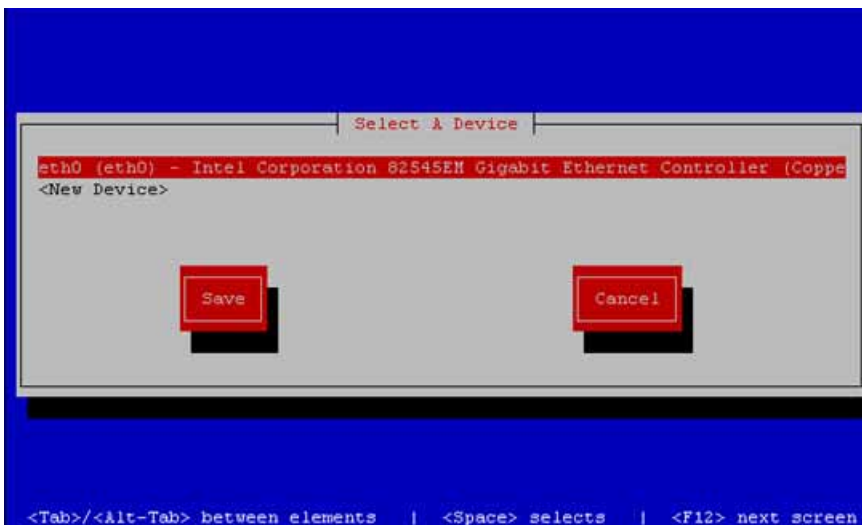 Select A Device
eth0 (eth0) - Intel Corporation 82545EM Gigabit Ethernet Controller (Coppe
<New Device>
Save Cancel
<Tab>/<Alt-Tab> between elements | <Space> selects | <F12> next screen